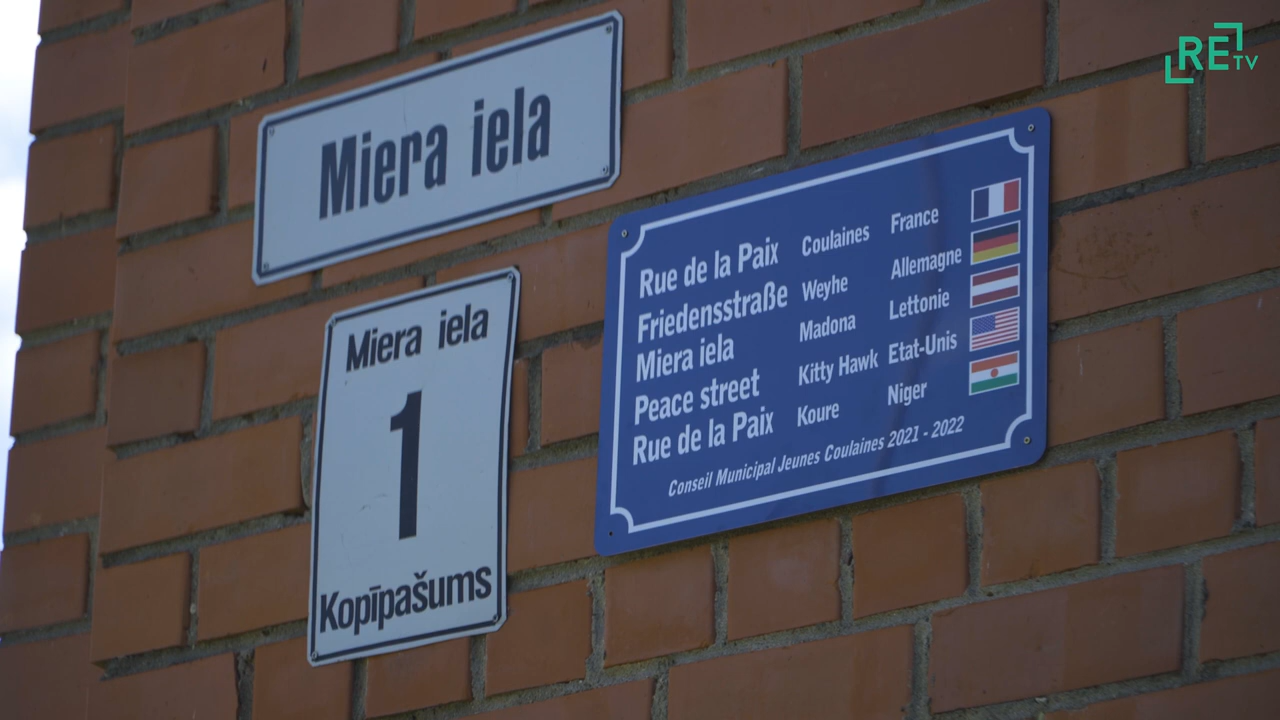 RE TV
Miera iela
Miera iela
1
Kopīpašums
Rue de la Paix Coulaines France
Friedensstraße Weyhe Allemagne
Miera iela Madona Lettonie
Peace street Kitty Hawk Etat-Unis
Rue de la Paix Koure Niger
Conseil Municipal Jeunes Coulaines 2021 - 2022